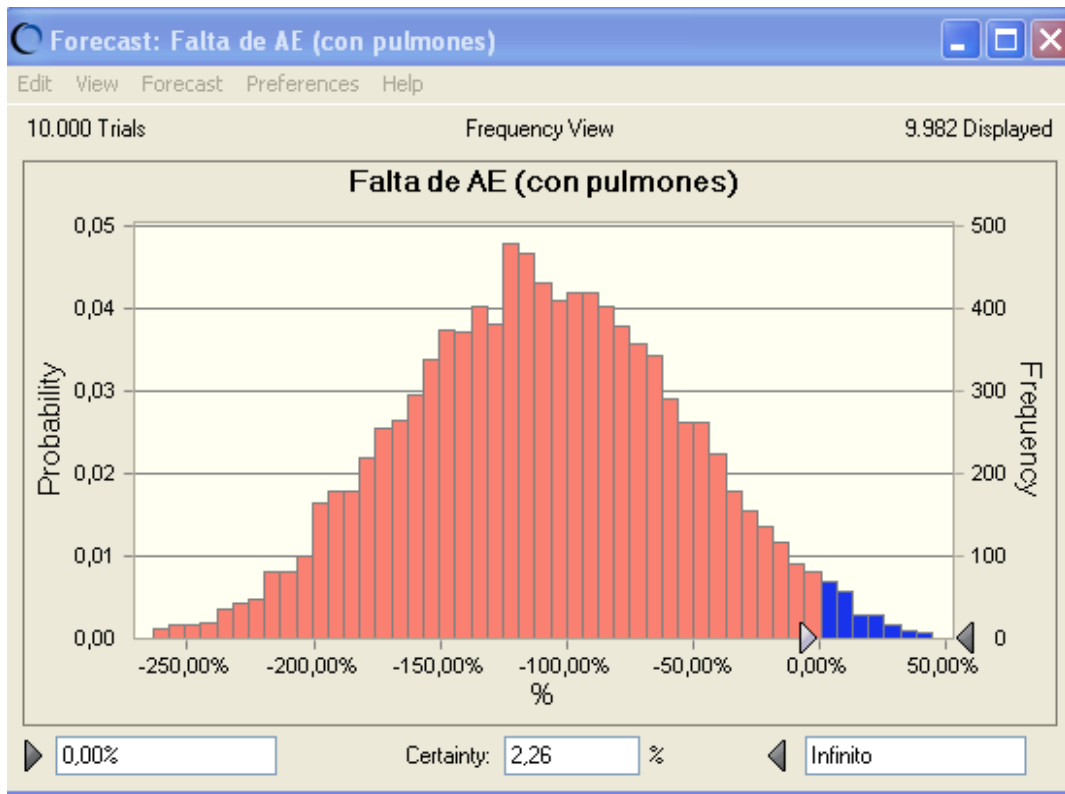 Forecast: Falta de AE (con pulmones)
Edit View Forecast Preferences Help
10.000 Trials Frequency View 9.982 Displayed
Falta de AE (con pulmones)
0,05 500
0,04 400
0,03 300
0,02 200
0,01 100
0,00 0
Probability
Frequency
-250,00% -200,00% -150,00% -100,00% -50,00% 0,00% 50,00%
%
0,00% Certainty: 2,26 % Infinito